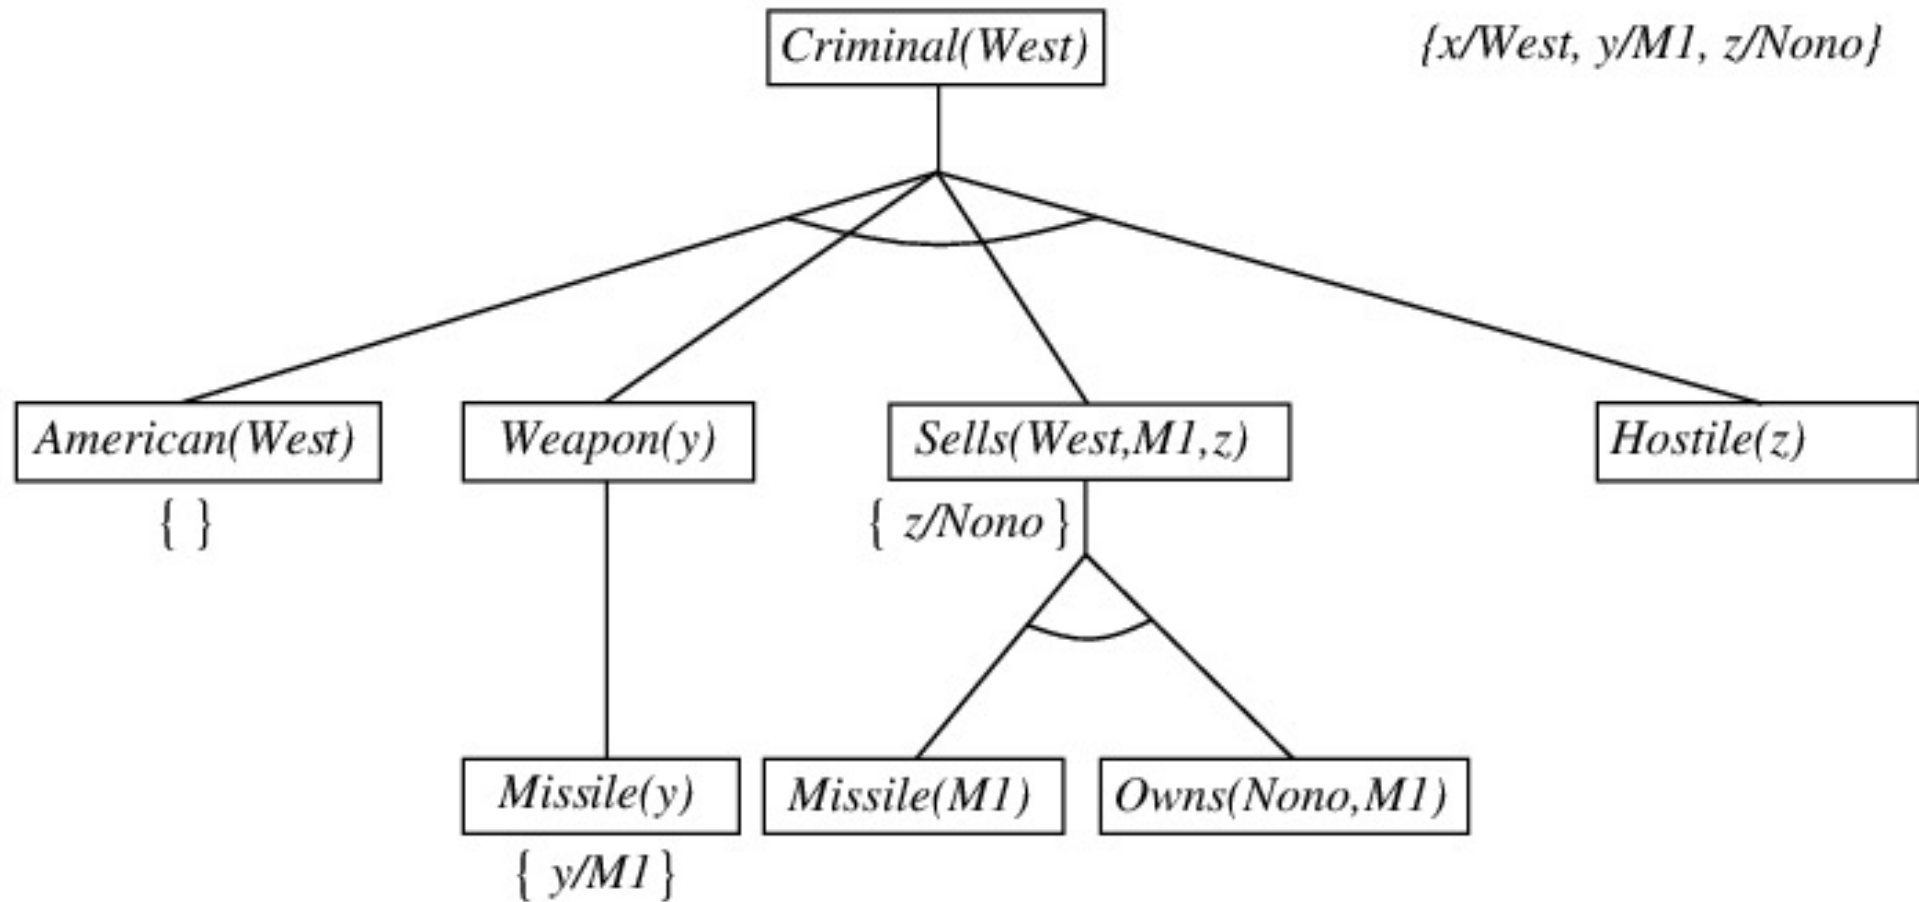 Criminal(West)
{x/West, y/M1, z/Nono}
American(West)
Weapon(y)
Sells(West,M1,z)
Hostile(z)
{ }
{ z/Nono }
Missile(y)
Missile(M1)
Owns(Nono,M1)
{ y/M1 }